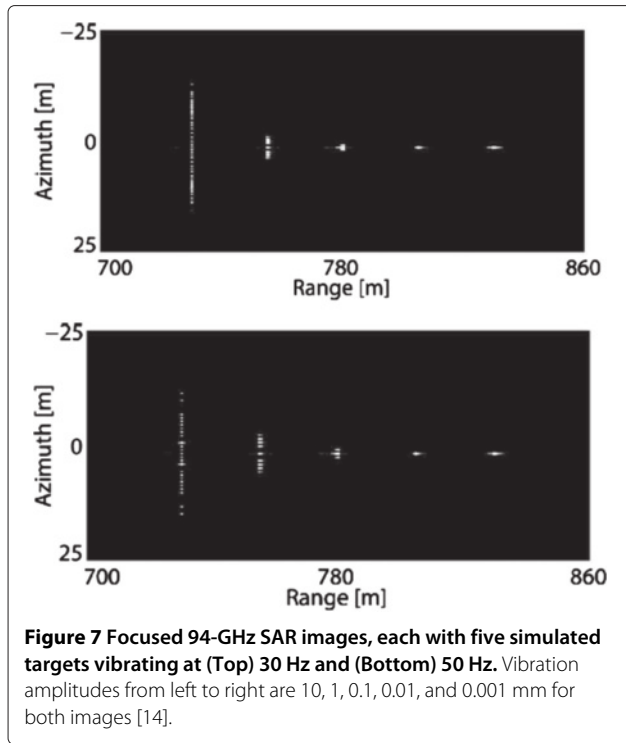 −25
0
25
Azimuth [m]
700 780 860
Range [m]
−25
0
25
Azimuth [m]
700 780 860
Range [m]
Figure 7 Focused 94-GHz SAR images, each with five simulated
targets vibrating at (Top) 30 Hz and (Bottom) 50 Hz. Vibration
amplitudes from left to right are 10, 1, 0.1, 0.01, and 0.001 mm for
both images [14].